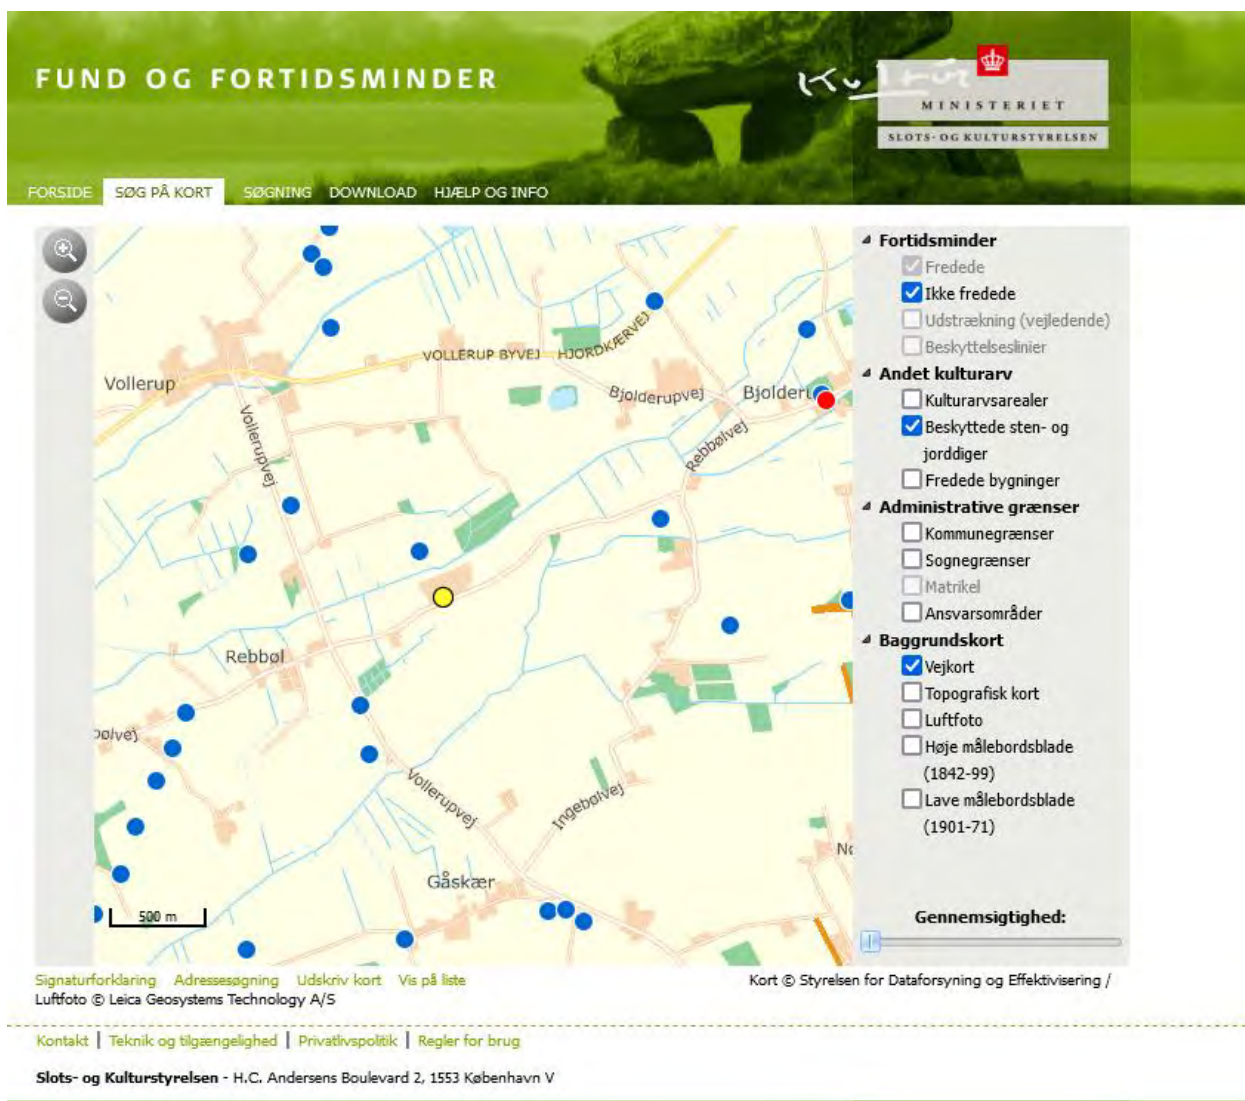 FUND OG FORTIDSMINDER
Kultur
MINISTERIET
SLOTS- OG KULTURSTYRELSEN
FORSIDE SØG PÅ KORT SØGNING DOWNLOAD HJÆLP OG INFO
Vollerup
VOLLERUP BYVEJ
HJORDKÆRVEJ
Bjolderupvej
Vollerupvej
Rebbølvej
Rebbøl
Vollerupvej
Ingebølvej
Gåskær
500 m
Fortidsminder
Fredede
Ikke fredede
Udstrækning (vejledende)
Beskyttelseslinier
Andet kulturarv
Kulturarvsarealer
Beskyttede sten- og
jorddiger
Fredede bygninger
Administrative grænser
Kommunegrænser
Sognegrænser
Matrikel
Ansvarsområder
Baggrundskort
Vejkort
Topografisk kort
Luftfoto
Høje målebordsblade
(1842-99)
Lave målebordsblade
(1901-71)
Gennemsigtighed:
Signaturforklaring Adressesøgning Udskriv kort Vis på liste
Kort © Styrelsen for Dataforsyning og Effektivisering /
Luftfoto © Leica Geosystems Technology A/S
Kontakt | Teknik og tilgængelighed | Privatlivspolitik | Regler for brug
Slots- og Kulturstyrelsen - H.C. Andersens Boulevard 2, 1553 København V